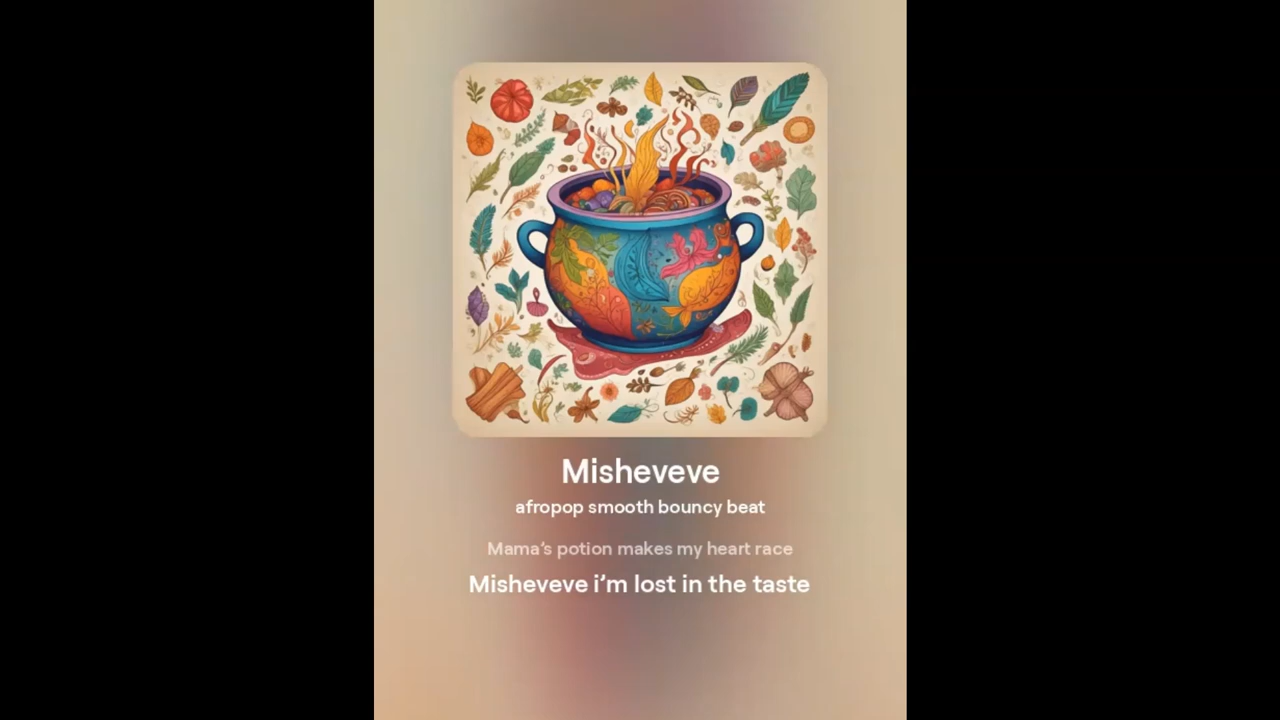 Misheveve
afropop smooth bouncy beat
Mama's potion makes my heart race
Misheveve i'm lost in the taste